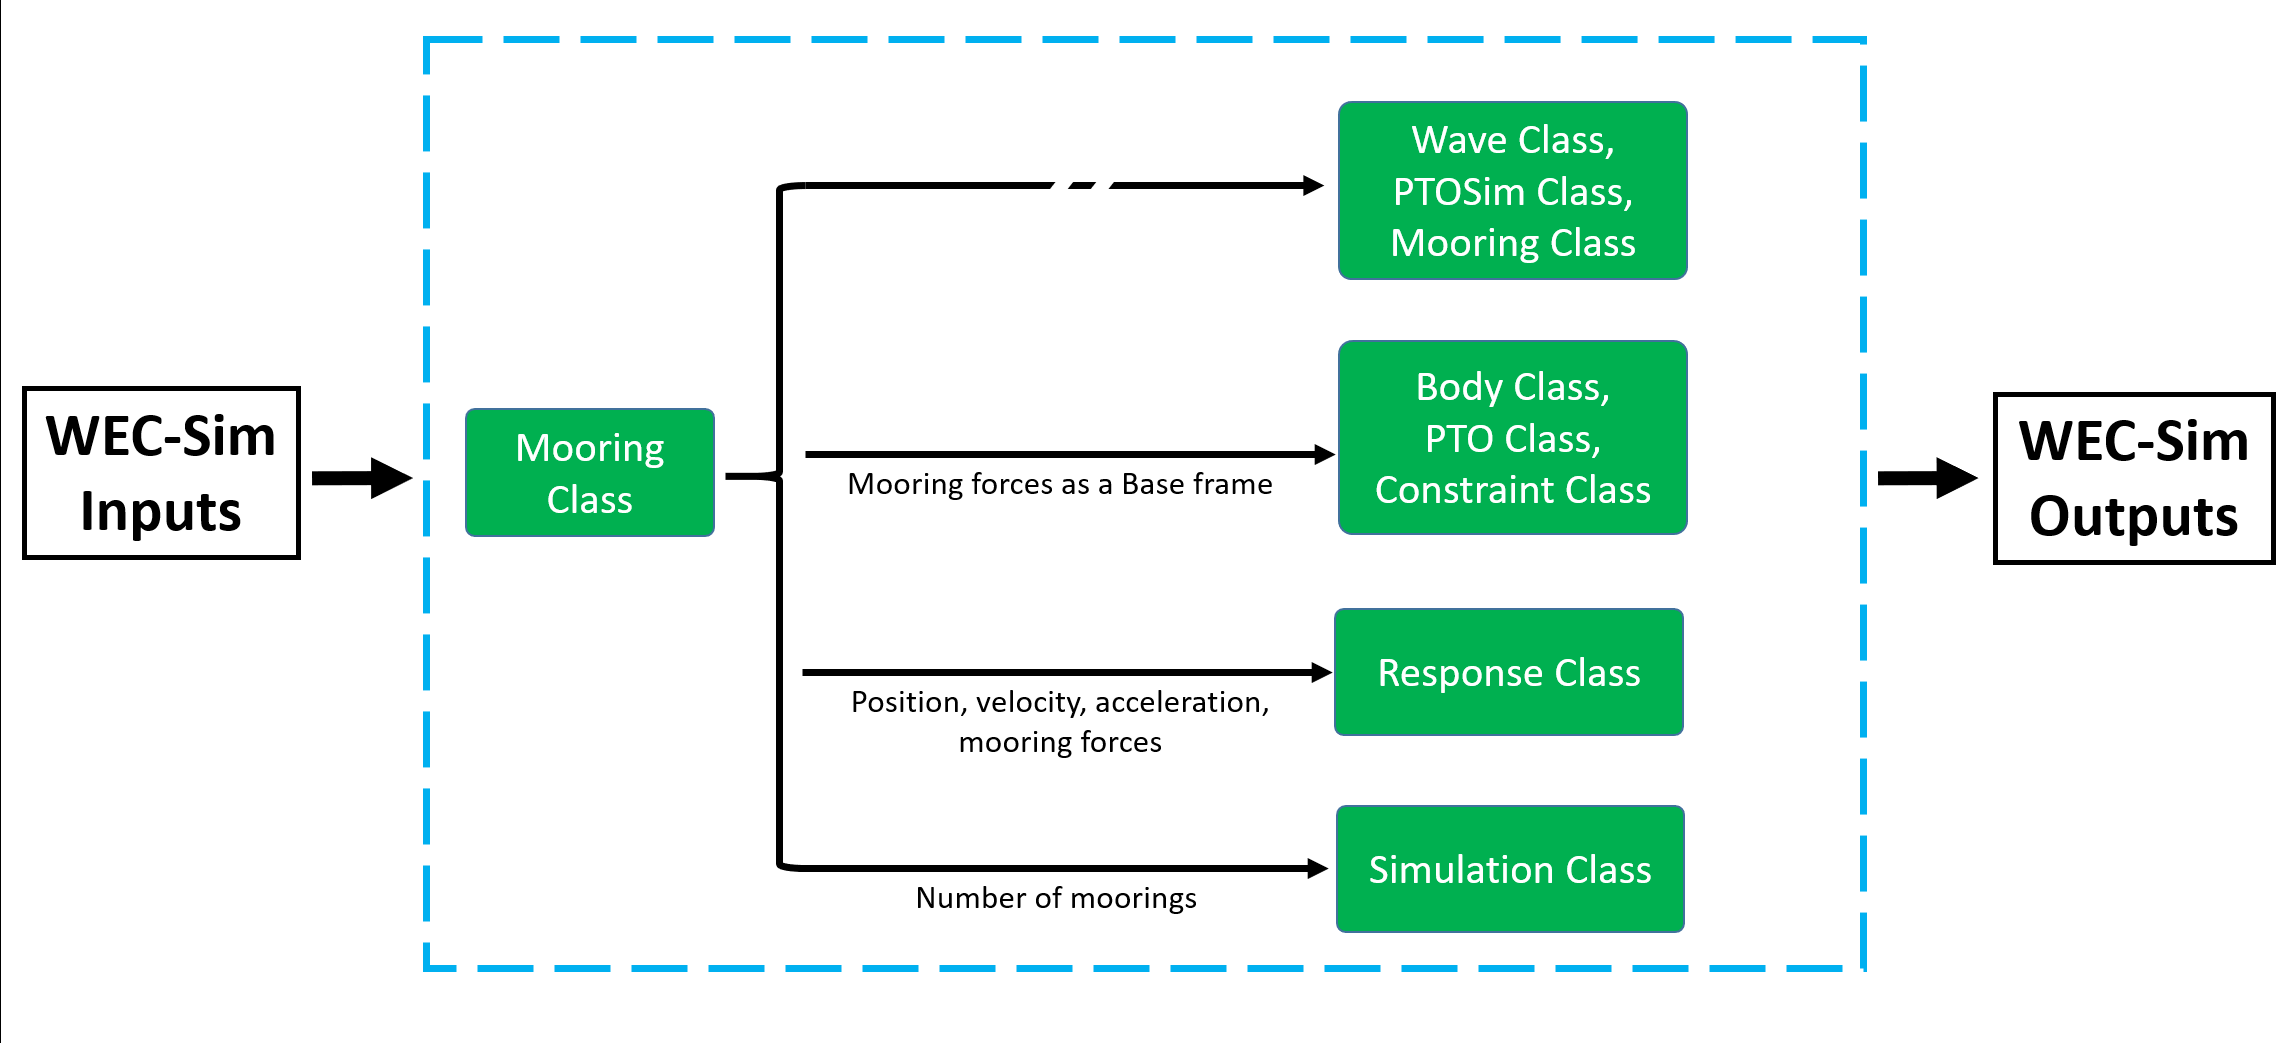 WEC-Sim
Inputs
Mooring
Class
Wave Class,
PTOSim Class,
Mooring Class
Mooring forces as a Base frame
Body Class,
PTO Class,
Constraint Class
Position, velocity, acceleration,
mooring forces
Response Class
Number of moorings
Simulation Class
WEC-Sim
Outputs